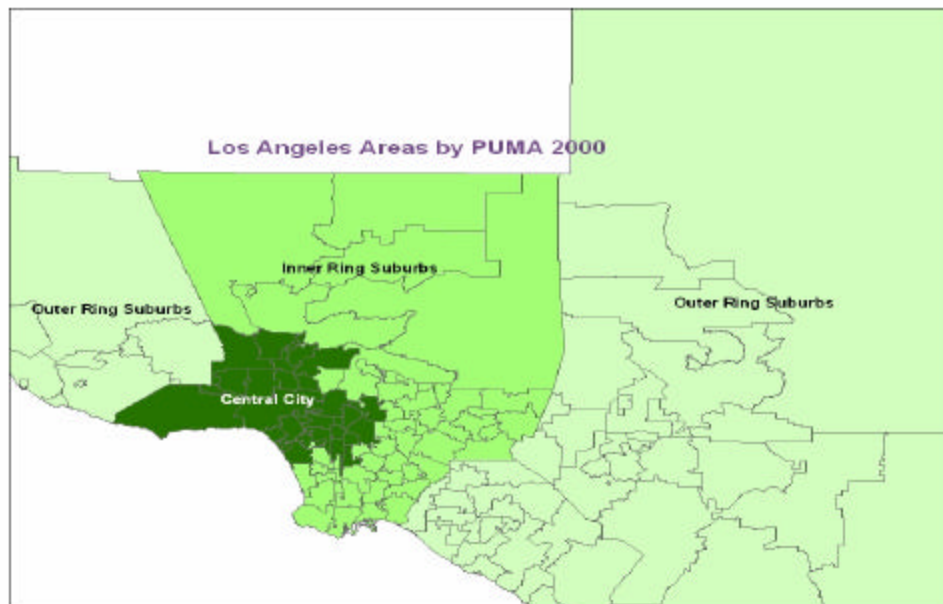 Los Angeles Areas by PUMA 2000
Inner Ring Suburbs
Outer Ring Suburbs
Outer Ring Suburbs
Central City